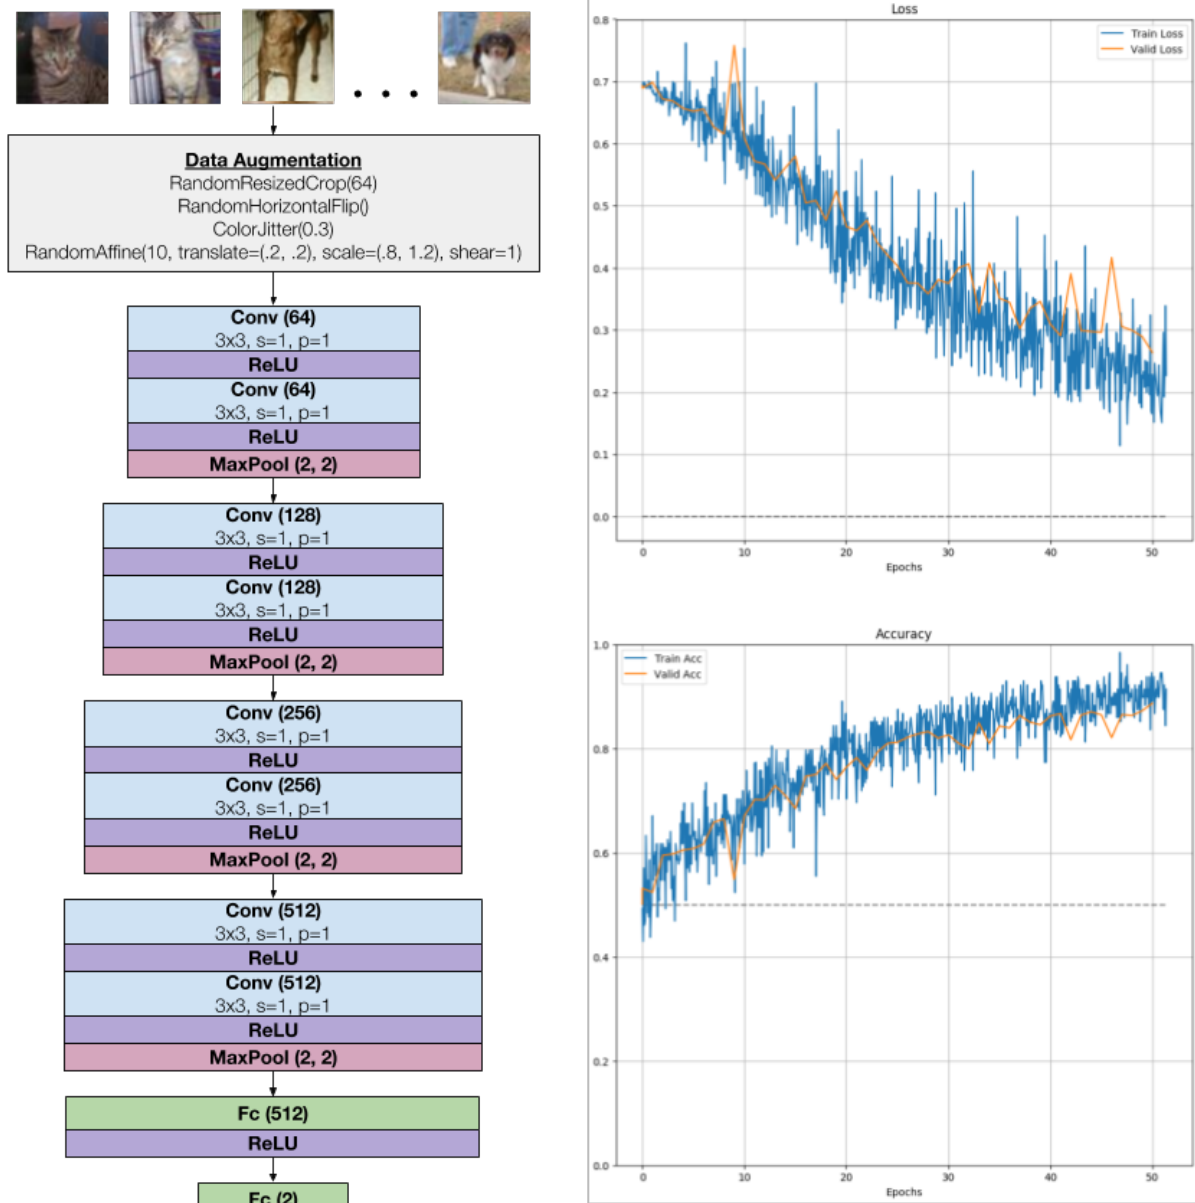 Data Augmentation
RandomResizedCrop(64)
RandomHorizontalFlip()
ColorJitter(0.3)
RandomAffine(10, translate=(.2, .2), scale=(.8, 1.2), shear=1)
Conv (64)
3x3, s=1, p=1
ReLU
Conv (64)
3x3, s=1, p=1
ReLU
MaxPool (2, 2)
Conv (128)
3x3, s=1, p=1
ReLU
Conv (128)
3x3, s=1, p=1
ReLU
MaxPool (2, 2)
Conv (256)
3x3, s=1, p=1
ReLU
Conv (256)
3x3, s=1, p=1
ReLU
MaxPool (2, 2)
Conv (512)
3x3, s=1, p=1
ReLU
Conv (512)
3x3, s=1, p=1
ReLU
MaxPool (2, 2)
Fc (512)
ReLU
Fc (2)
Loss
Train Loss
Valid Loss
0.8
0.7
0.6
0.5
0.4
0.3
0.2
0.1
0.0
0 10 20 30 40 50
Epochs
Accuracy
Train Acc
Valid Acc
1.0
0.8
0.6
0.4
0.2
0.0
0 10 20 30 40 50
Epochs